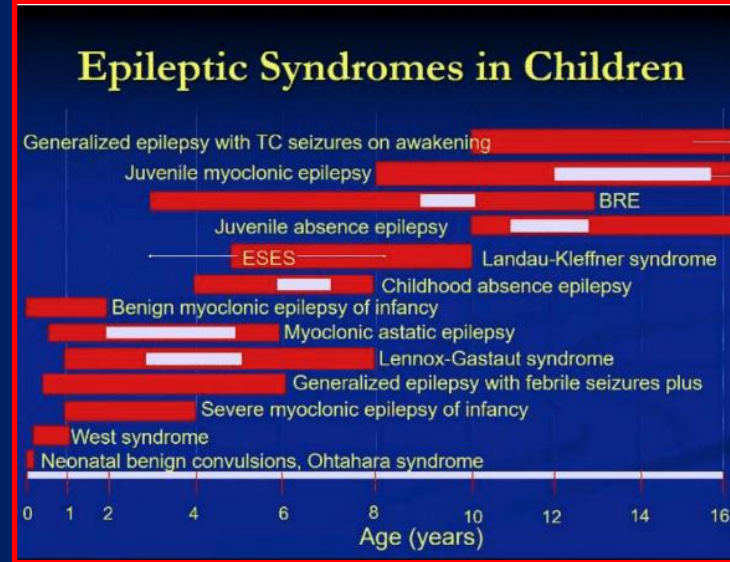 Epileptic Syndromes in Children
Generalized epilepsy with TC seizures on awakening
Juvenile myoclonic epilepsy
BRE
Juvenile absence epilepsy
ESES
Landau-Kleffner syndrome
Childhood absence epilepsy
Benign myoclonic epilepsy of infancy
Myoclonic astatic epilepsy
Lennox-Gastaut syndrome
Generalized epilepsy with febrile seizures plus
Severe myoclonic epilepsy of infancy
West syndrome
Neonatal benign convulsions, Ohtahara syndrome
0 1 2 4 6 8 10 12 14 16
Age (years)